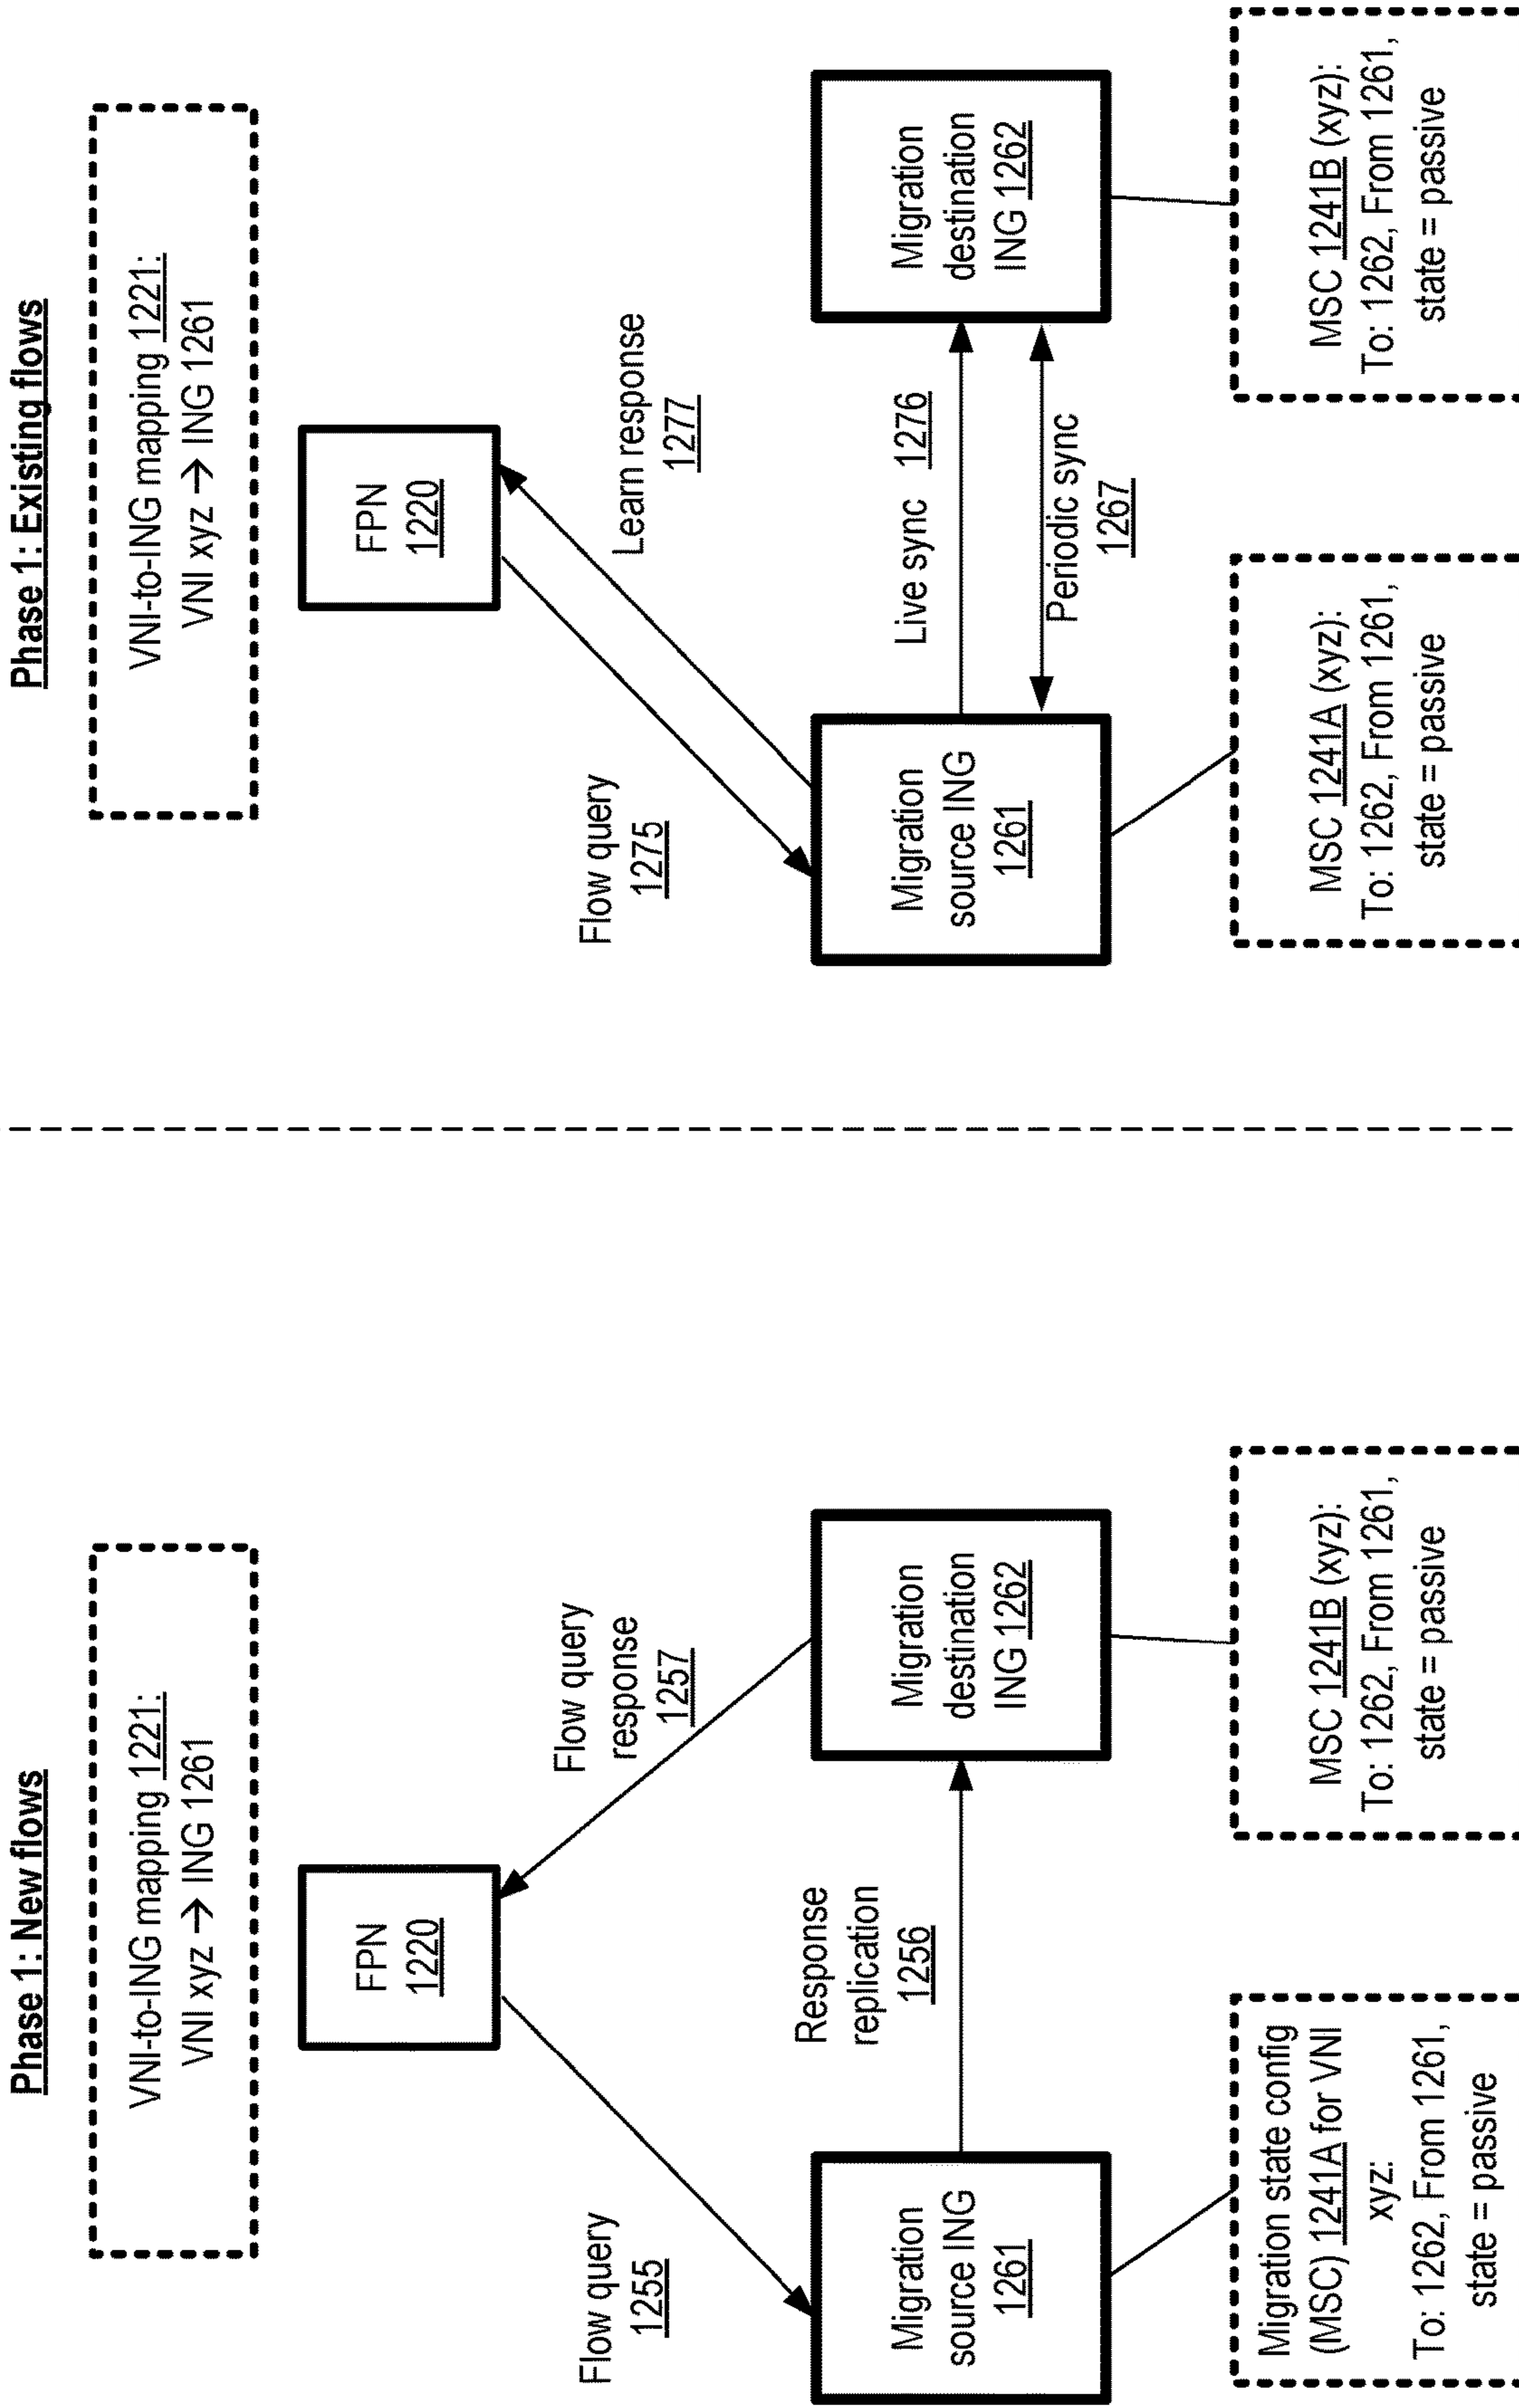 Phase 1: New flows
VNI-to-ING mapping 1221:
VNI xyz → ING 1261
FPN
1220
Flow query
1255
Flow query
response
1257
Response
replication
1256
Migration
source ING
1261
Migration
destination
ING 1262
Migration state config
(MSC) 1241A for VNI
xyz:
To: 1262, From 1261,
state = passive
MSC 1241B (xyz):
To: 1262, From 1261,
state = passive
Phase 1: Existing flows
VNI-to-ING mapping 1221:
VNI xyz → ING 1261
FPN
1220
Flow query
1275
Learn response
1277
Live sync 1276
Periodic sync
1267
Migration
source ING
1261
Migration
destination
ING 1262
MSC 1241A (xyz):
To: 1262, From 1261,
state = passive
MSC 1241B (xyz):
To: 1262, From 1261,
state = passive